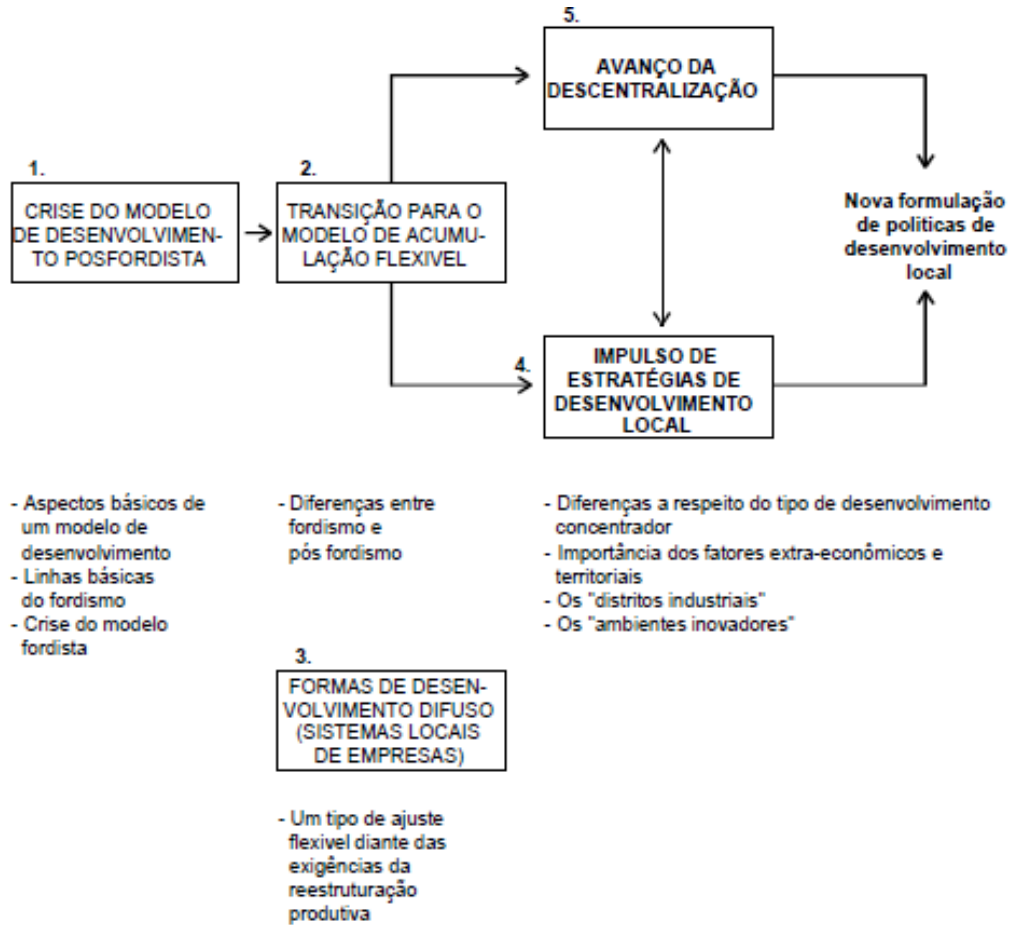 5.
AVANÇO DA
DESCENTRALIZAÇÃO
1.
CRISE DO MODELO
DE DESENVOLVIMEN-
TO POSFORDISTA
2.
TRANSIÇÃO PARA O
MODELO DE ACUMU-
LAÇÃO FLEXIVEL
Nova formulação
de politicas de
desenvolvimento
local
4.
IMPULSO DE
ESTRATÉGIAS DE
DESENVOLVIMENTO
LOCAL
- Aspectos básicos de
um modelo de
desenvolvimento
- Linhas básicas
do fordismo
- Crise do modelo
fordista
- Diferenças entre
fordismo e
pós fordismo
- Diferenças a respeito do tipo de desenvolvimento
concentrador
- Importância dos fatores extra-econômicos e
territoriais
- Os "distritos industriais"
- Os "ambientes inovadores"
3.
FORMAS DE DESEN-
VOLVIMENTO DIFUSO
(SISTEMAS LOCAIS
DE EMPRESAS)
- Um tipo de ajuste
flexivel diante das
exigências da
reestruturação
produtiva